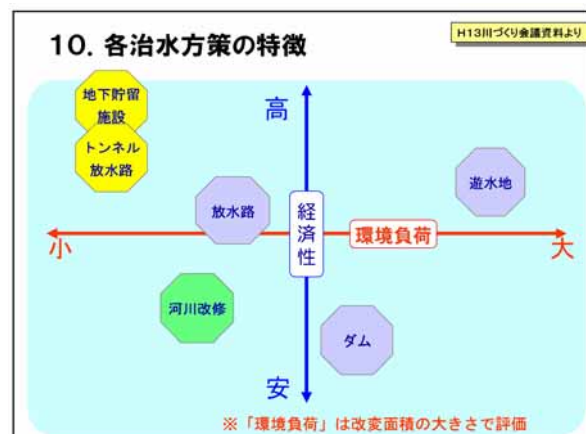 10. 各治水方策の特徴
H13川づくり会議資料より
地下貯留
施設
トンネル
放水路
高
遊水地
放水路
経済性
環境負荷
小
大
河川改修
ダム
安
※「環境負荷」は改変面積の大きさで評価